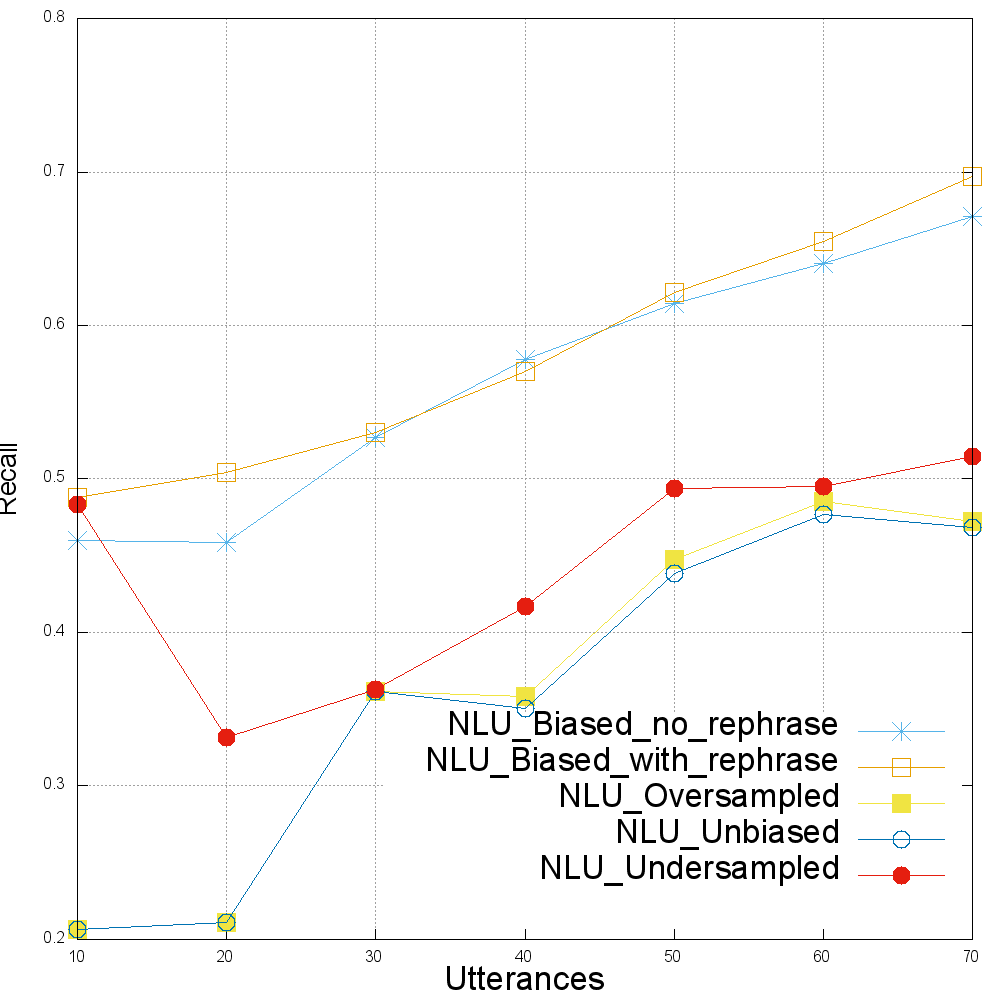 0.8
0.7
0.6
0.5
0.4
0.3
0.2
Recall
NLU_Biased_no_rephrase
NLU_Biased_with_rephrase
NLU_Oversampled
NLU_Unbiased
NLU_Undersampled
10 20 30 40 50 60 70
Utterances